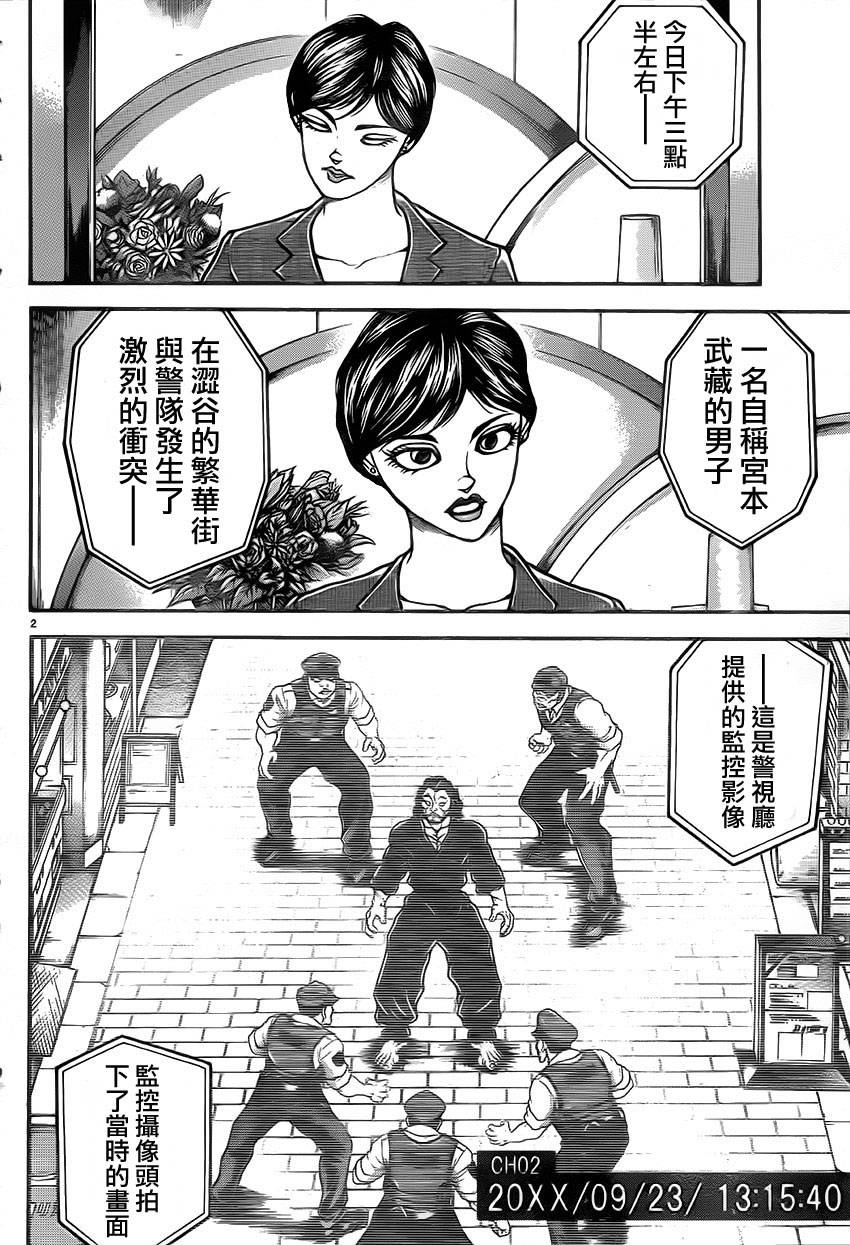 今日下午三點
半左右——
一名自稱宮本
武藏的男子
在澀谷的繁華街
與警隊發生了
激烈的衝突——
2
——這是警視廳
提供的監控影像
監控攝像頭拍
下了當時的畫面
CH02
20XX/09/23/ 13:15:40